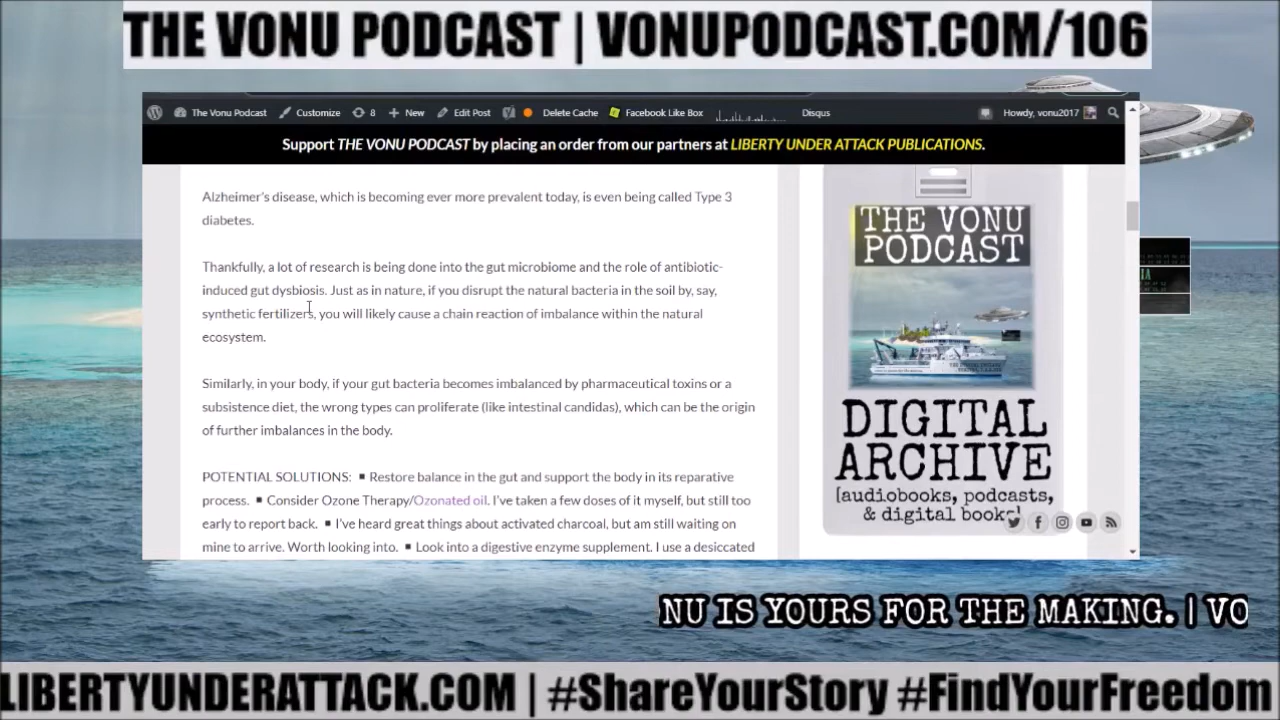 THE VONU PODCAST | VONUPODCAST.COM/106
The Vonu Podcast Customize 8 New Edit Post Delete Cache Facebook Like Box Disqus Howdy, vonu2017
Support THE VONU PODCAST by placing an order from our partners at LIBERTY UNDER ATTACK PUBLICATIONS.
Alzheimer's disease, which is becoming ever more prevalent today, is even being called Type 3
diabetes.
Thankfully, a lot of research is being done into the gut microbiome and the role of antibiotic-
induced gut dysbiosis. Just as in nature, if you disrupt the natural bacteria in the soil by, say,
synthetic fertilizers, you will likely cause a chain reaction of imbalance within the natural
ecosystem.
Similarly, in your body, if your gut bacteria becomes imbalanced by pharmaceutical toxins or a
subsistence diet, the wrong types can proliferate (like intestinal candidas), which can be the origin
of further imbalances in the body.
POTENTIAL SOLUTIONS: ▪ Restore balance in the gut and support the body in its reparative
process. ▪ Consider Ozone Therapy/Ozonated oil. I've taken a few doses of it myself, but still too
early to report back. ▪ I've heard great things about activated charcoal, but am still waiting on
mine to arrive. Worth looking into. ▪ Look into a digestive enzyme supplement. I use a desiccated
THE VONU
PODCAST
DIGITAL
ARCHIVE
[audiobooks, podcasts,
& digital books]
NU IS YOURS FOR THE MAKING. | VO
LIBERTYUNDERATTACK.COM | #ShareYourStory #FindYourFreedom